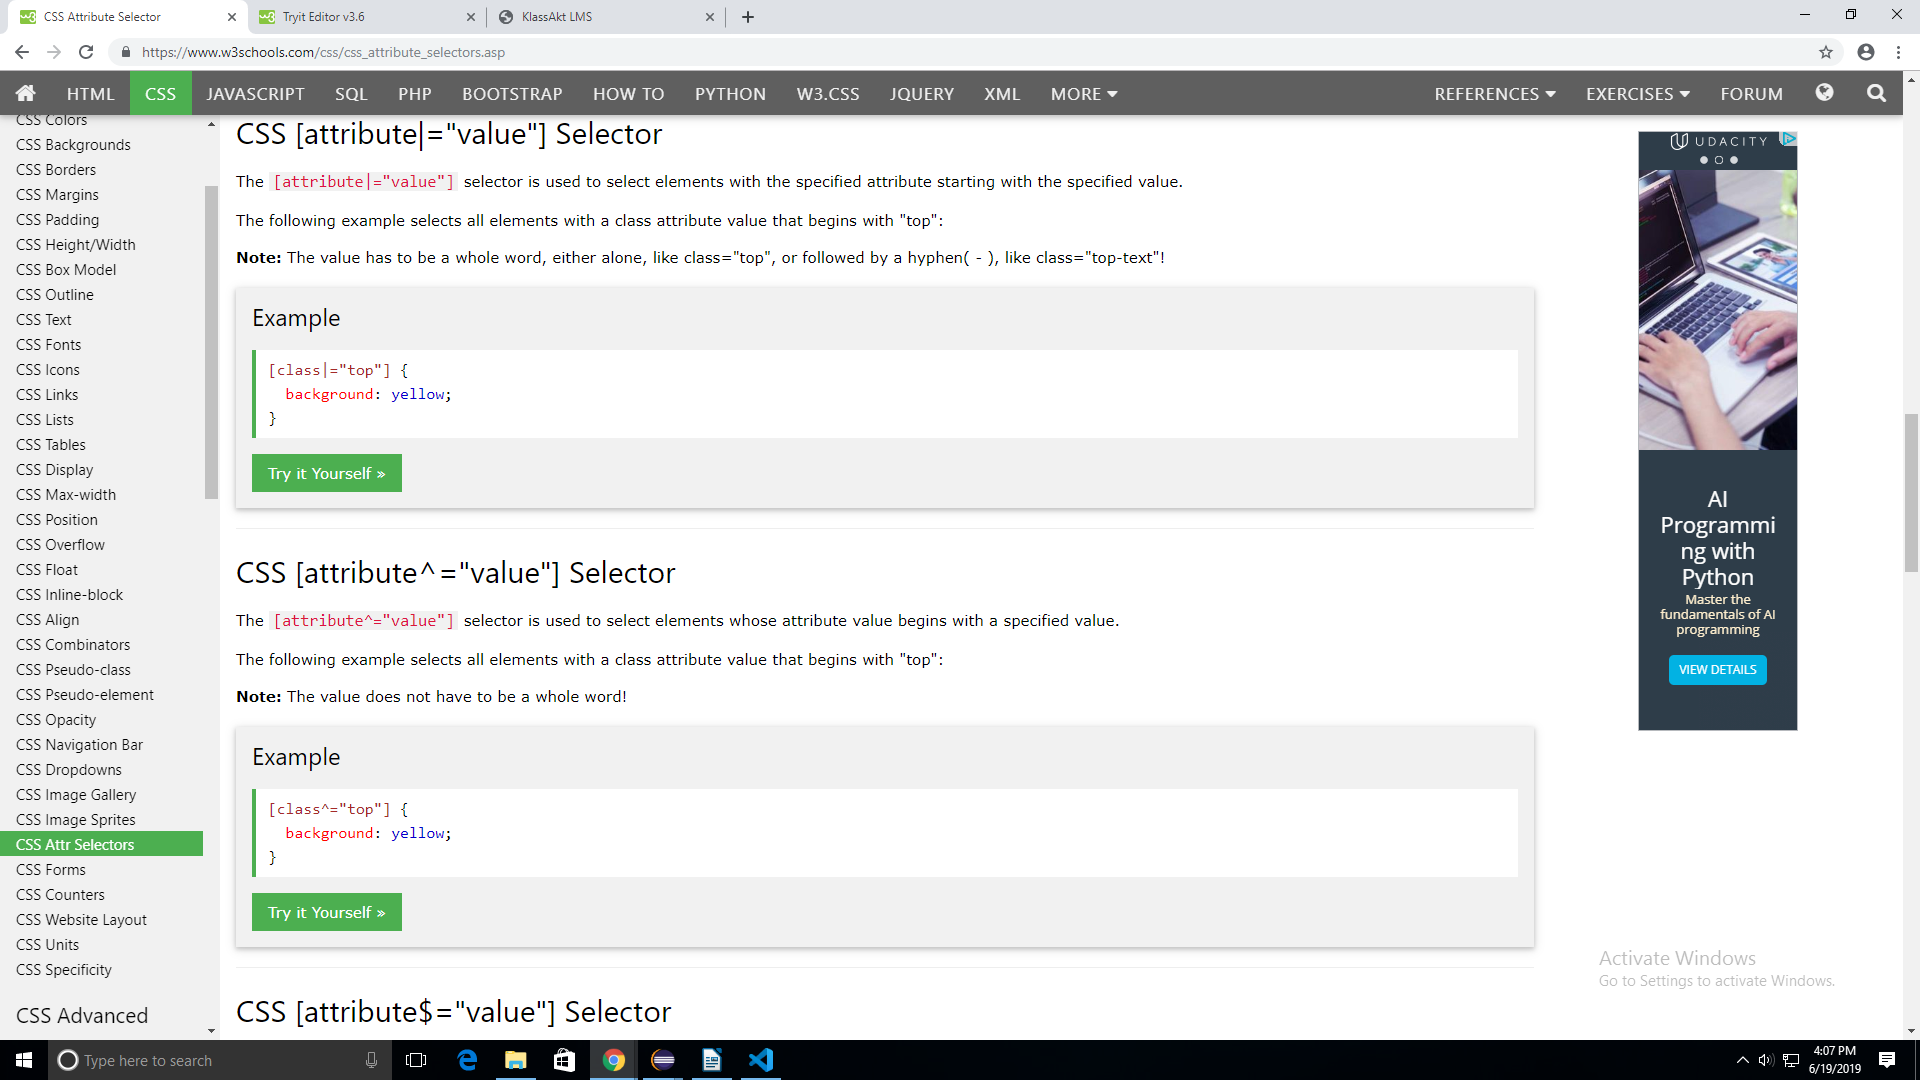 CSS Attribute Selector
Tryit Editor v3.6
KlassAkt LMS
https://www.w3schools.com/css/css_attribute_selectors.asp
HTML
CSS
JAVASCRIPT
SQL
PHP
BOOTSTRAP
HOW TO
PYTHON
W3.CSS
JQUERY
XML
MORE
REFERENCES
EXERCISES
FORUM
CSS Colors
CSS Backgrounds
CSS Borders
CSS Margins
CSS Padding
CSS Height/Width
CSS Box Model
CSS Outline
CSS Text
CSS Fonts
CSS Icons
CSS Links
CSS Lists
CSS Tables
CSS Display
CSS Max-width
CSS Position
CSS Overflow
CSS Float
CSS Inline-block
CSS Align
CSS Combinators
CSS Pseudo-class
CSS Pseudo-element
CSS Opacity
CSS Navigation Bar
CSS Dropdowns
CSS Image Gallery
CSS Image Sprites
CSS Attr Selectors
CSS Forms
CSS Counters
CSS Website Layout
CSS Units
CSS Specificity
CSS Advanced
CSS [attribute|="value"] Selector
The [attribute|="value"] selector is used to select elements with the specified attribute starting with the specified value.
The following example selects all elements with a class attribute value that begins with "top":
Note: The value has to be a whole word, either alone, like class="top", or followed by a hyphen( - ), like class="top-text"!
Example
[class|="top"] {
background: yellow;
}
Try it Yourself »
CSS [attribute^="value"] Selector
The [attribute^="value"] selector is used to select elements whose attribute value begins with a specified value.
The following example selects all elements with a class attribute value that begins with "top":
Note: The value does not have to be a whole word!
Example
[class^="top"] {
background: yellow;
}
Try it Yourself »
CSS [attribute$="value"] Selector
UDACITY
AI
Programmi
ng with
Python
Master the
fundamentals of AI
programming
VIEW DETAILS
Activate Windows
Go to Settings to activate Windows.
Type here to search
4:07 PM
6/19/2019